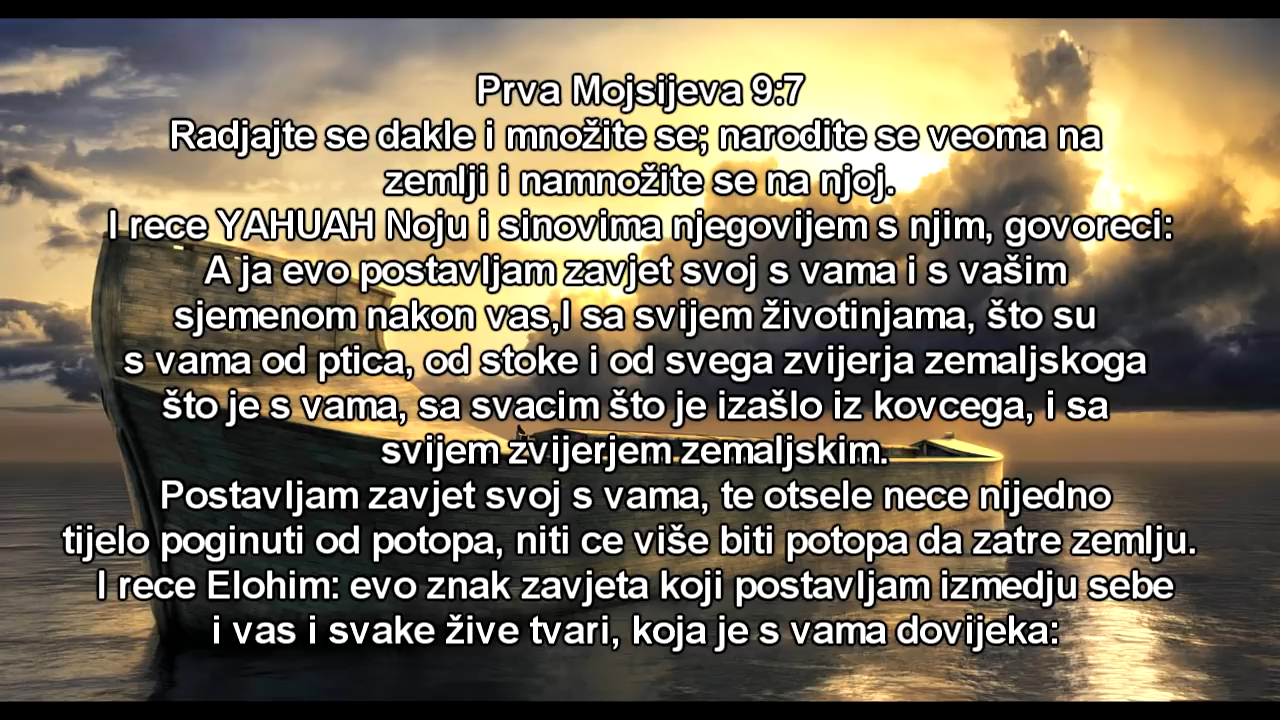 Prva Mojsijeva 9:7
Radjajte se dakle i množite se; narodite se veoma na
zemlji i namnožite se na njoj.
I rece YAHUAH Noju i sinovima njegovijem s njim, govoreci:
A ja evo postavljam zavjet svoj s vama i s vašim
sjemenom nakon vas,I sa svijem životinjama, što su
s vama od ptica, od stoke i od svega zvijerja zemaljskoga
što je s vama, sa svacim što je izašlo iz kovcega, i sa
svijem zvijerjem zemaljskim.
Postavljam zavjet svoj s vama, te otsele nece nijedno
tijelo poginuti od potopa, niti ce više biti potopa da zatre zemlju.
I rece Elohim: evo znak zavjeta koji postavljam izmedju sebe
i vas i svake žive tvari, koja je s vama dovijeka: